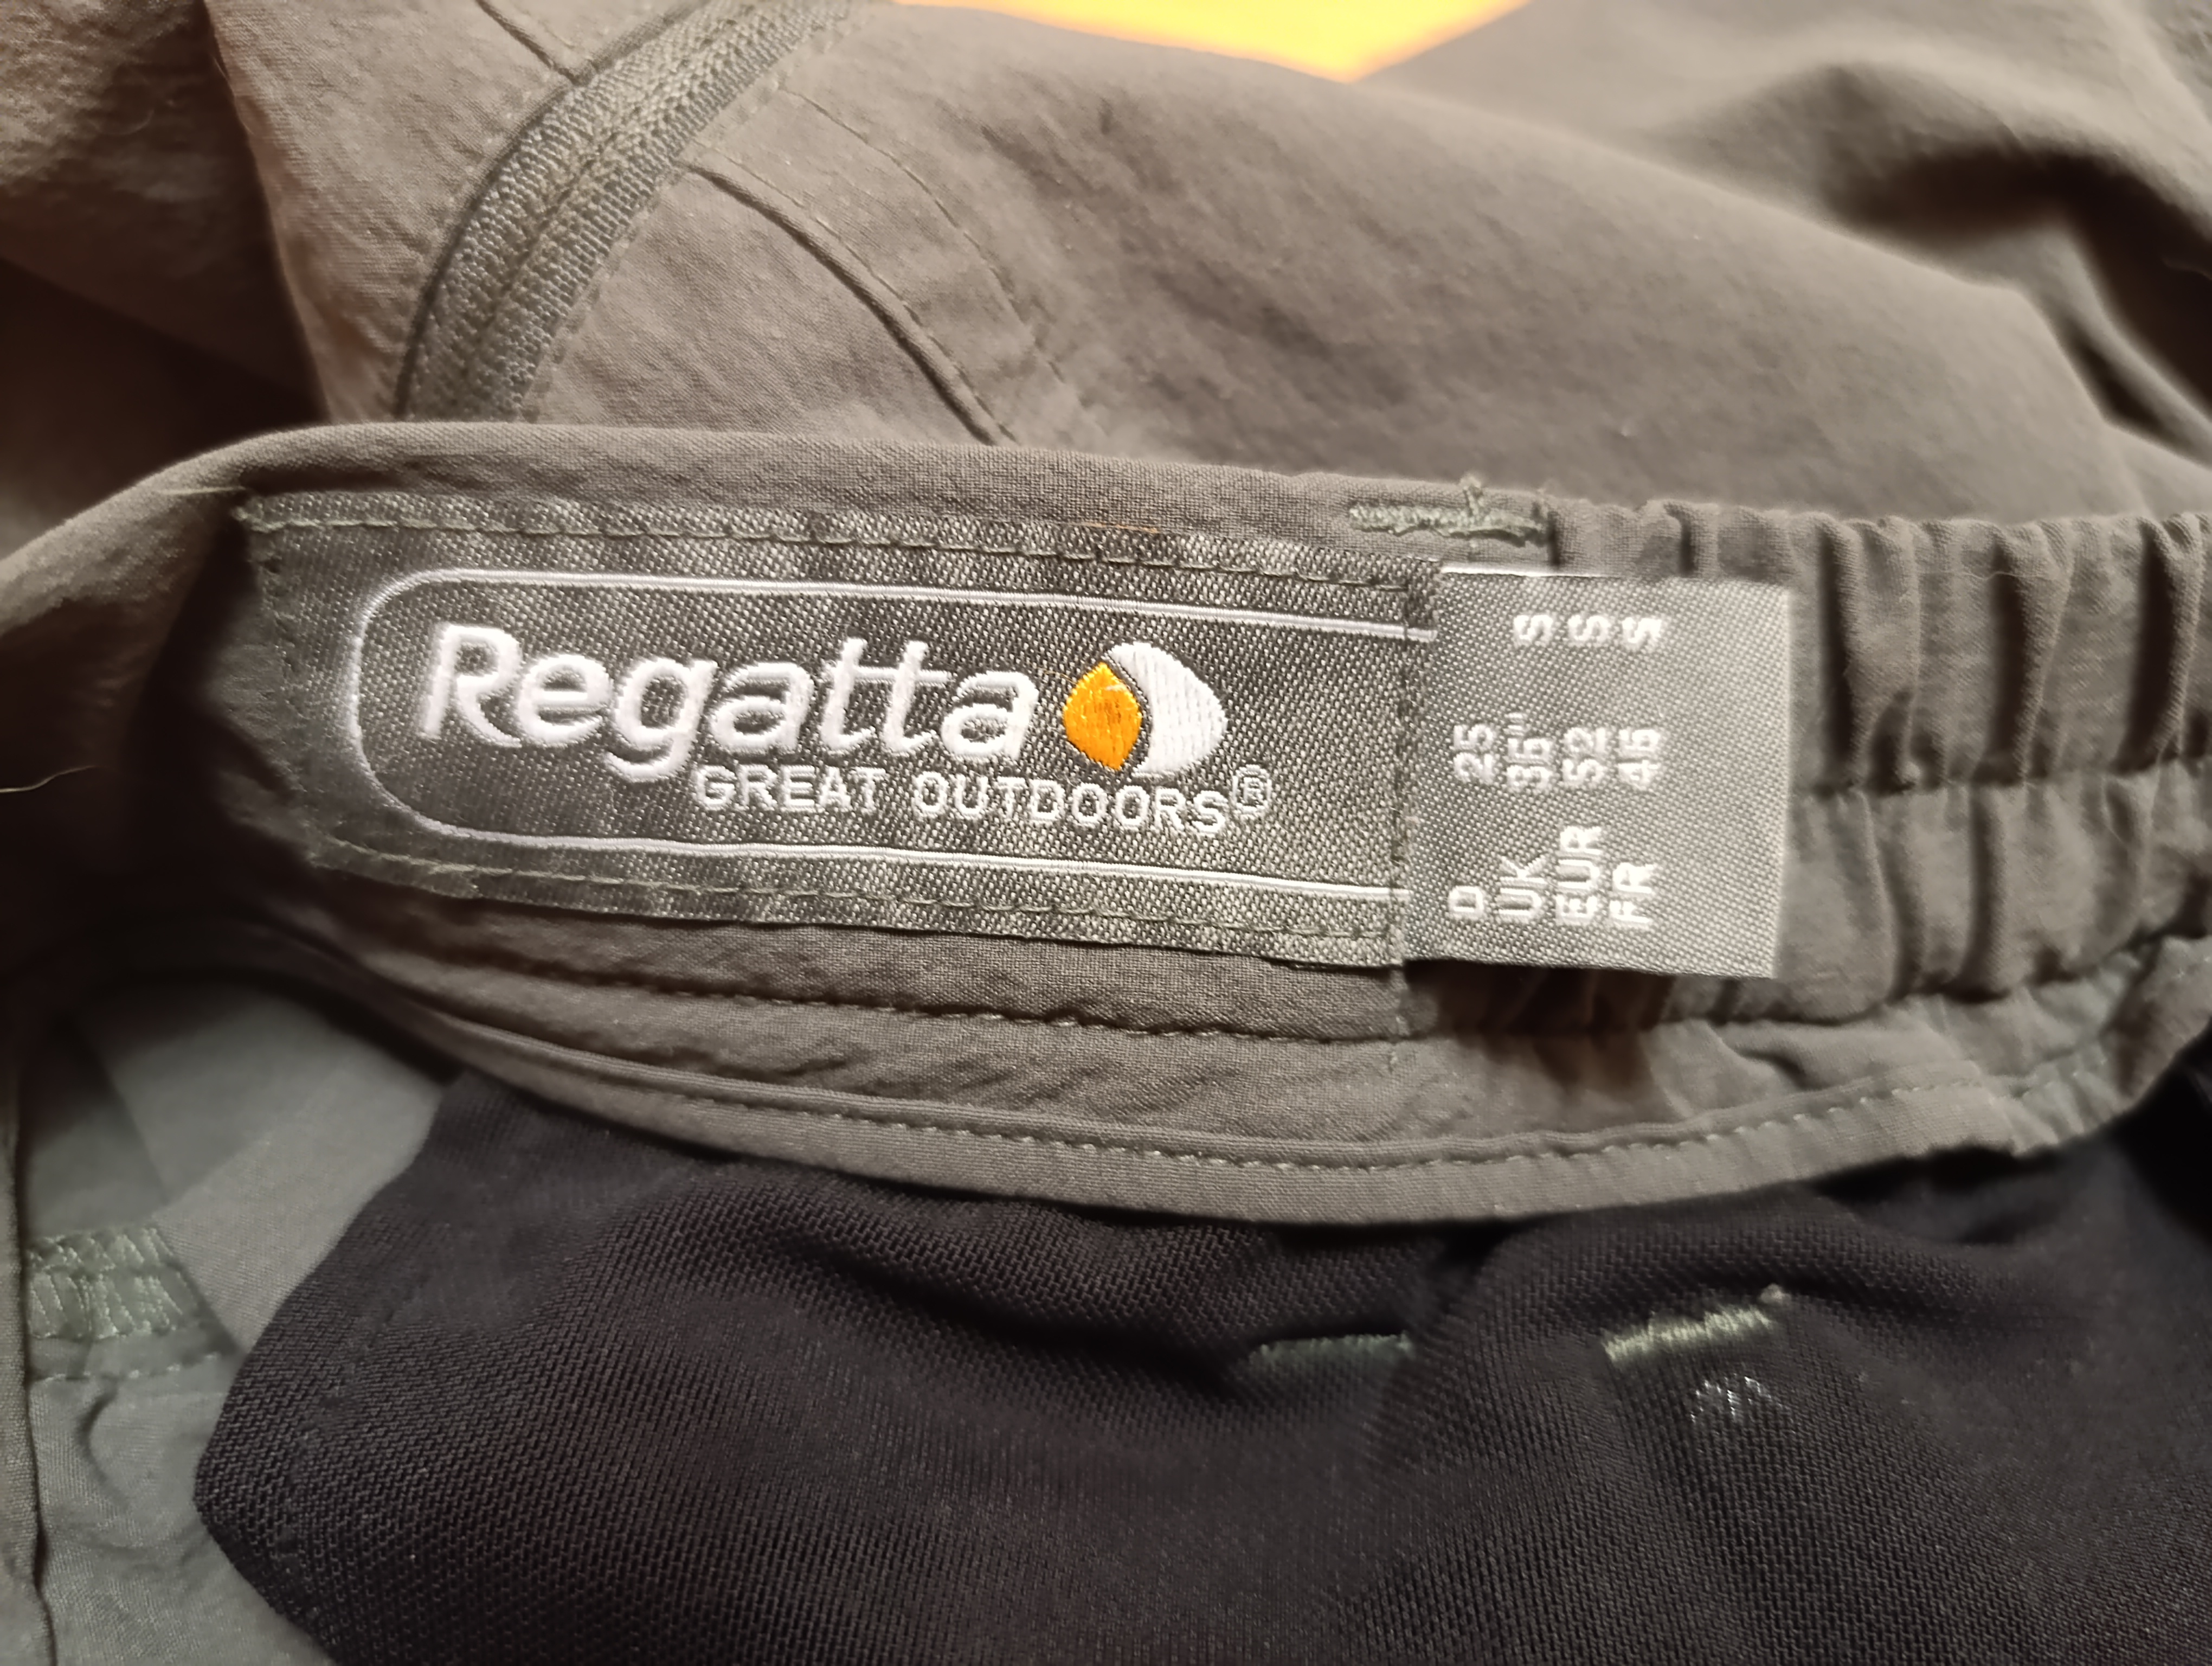 Regatta
GREAT OUTDOORS®
D 25
UK 35" S
EUR 52 S
FR 45 S